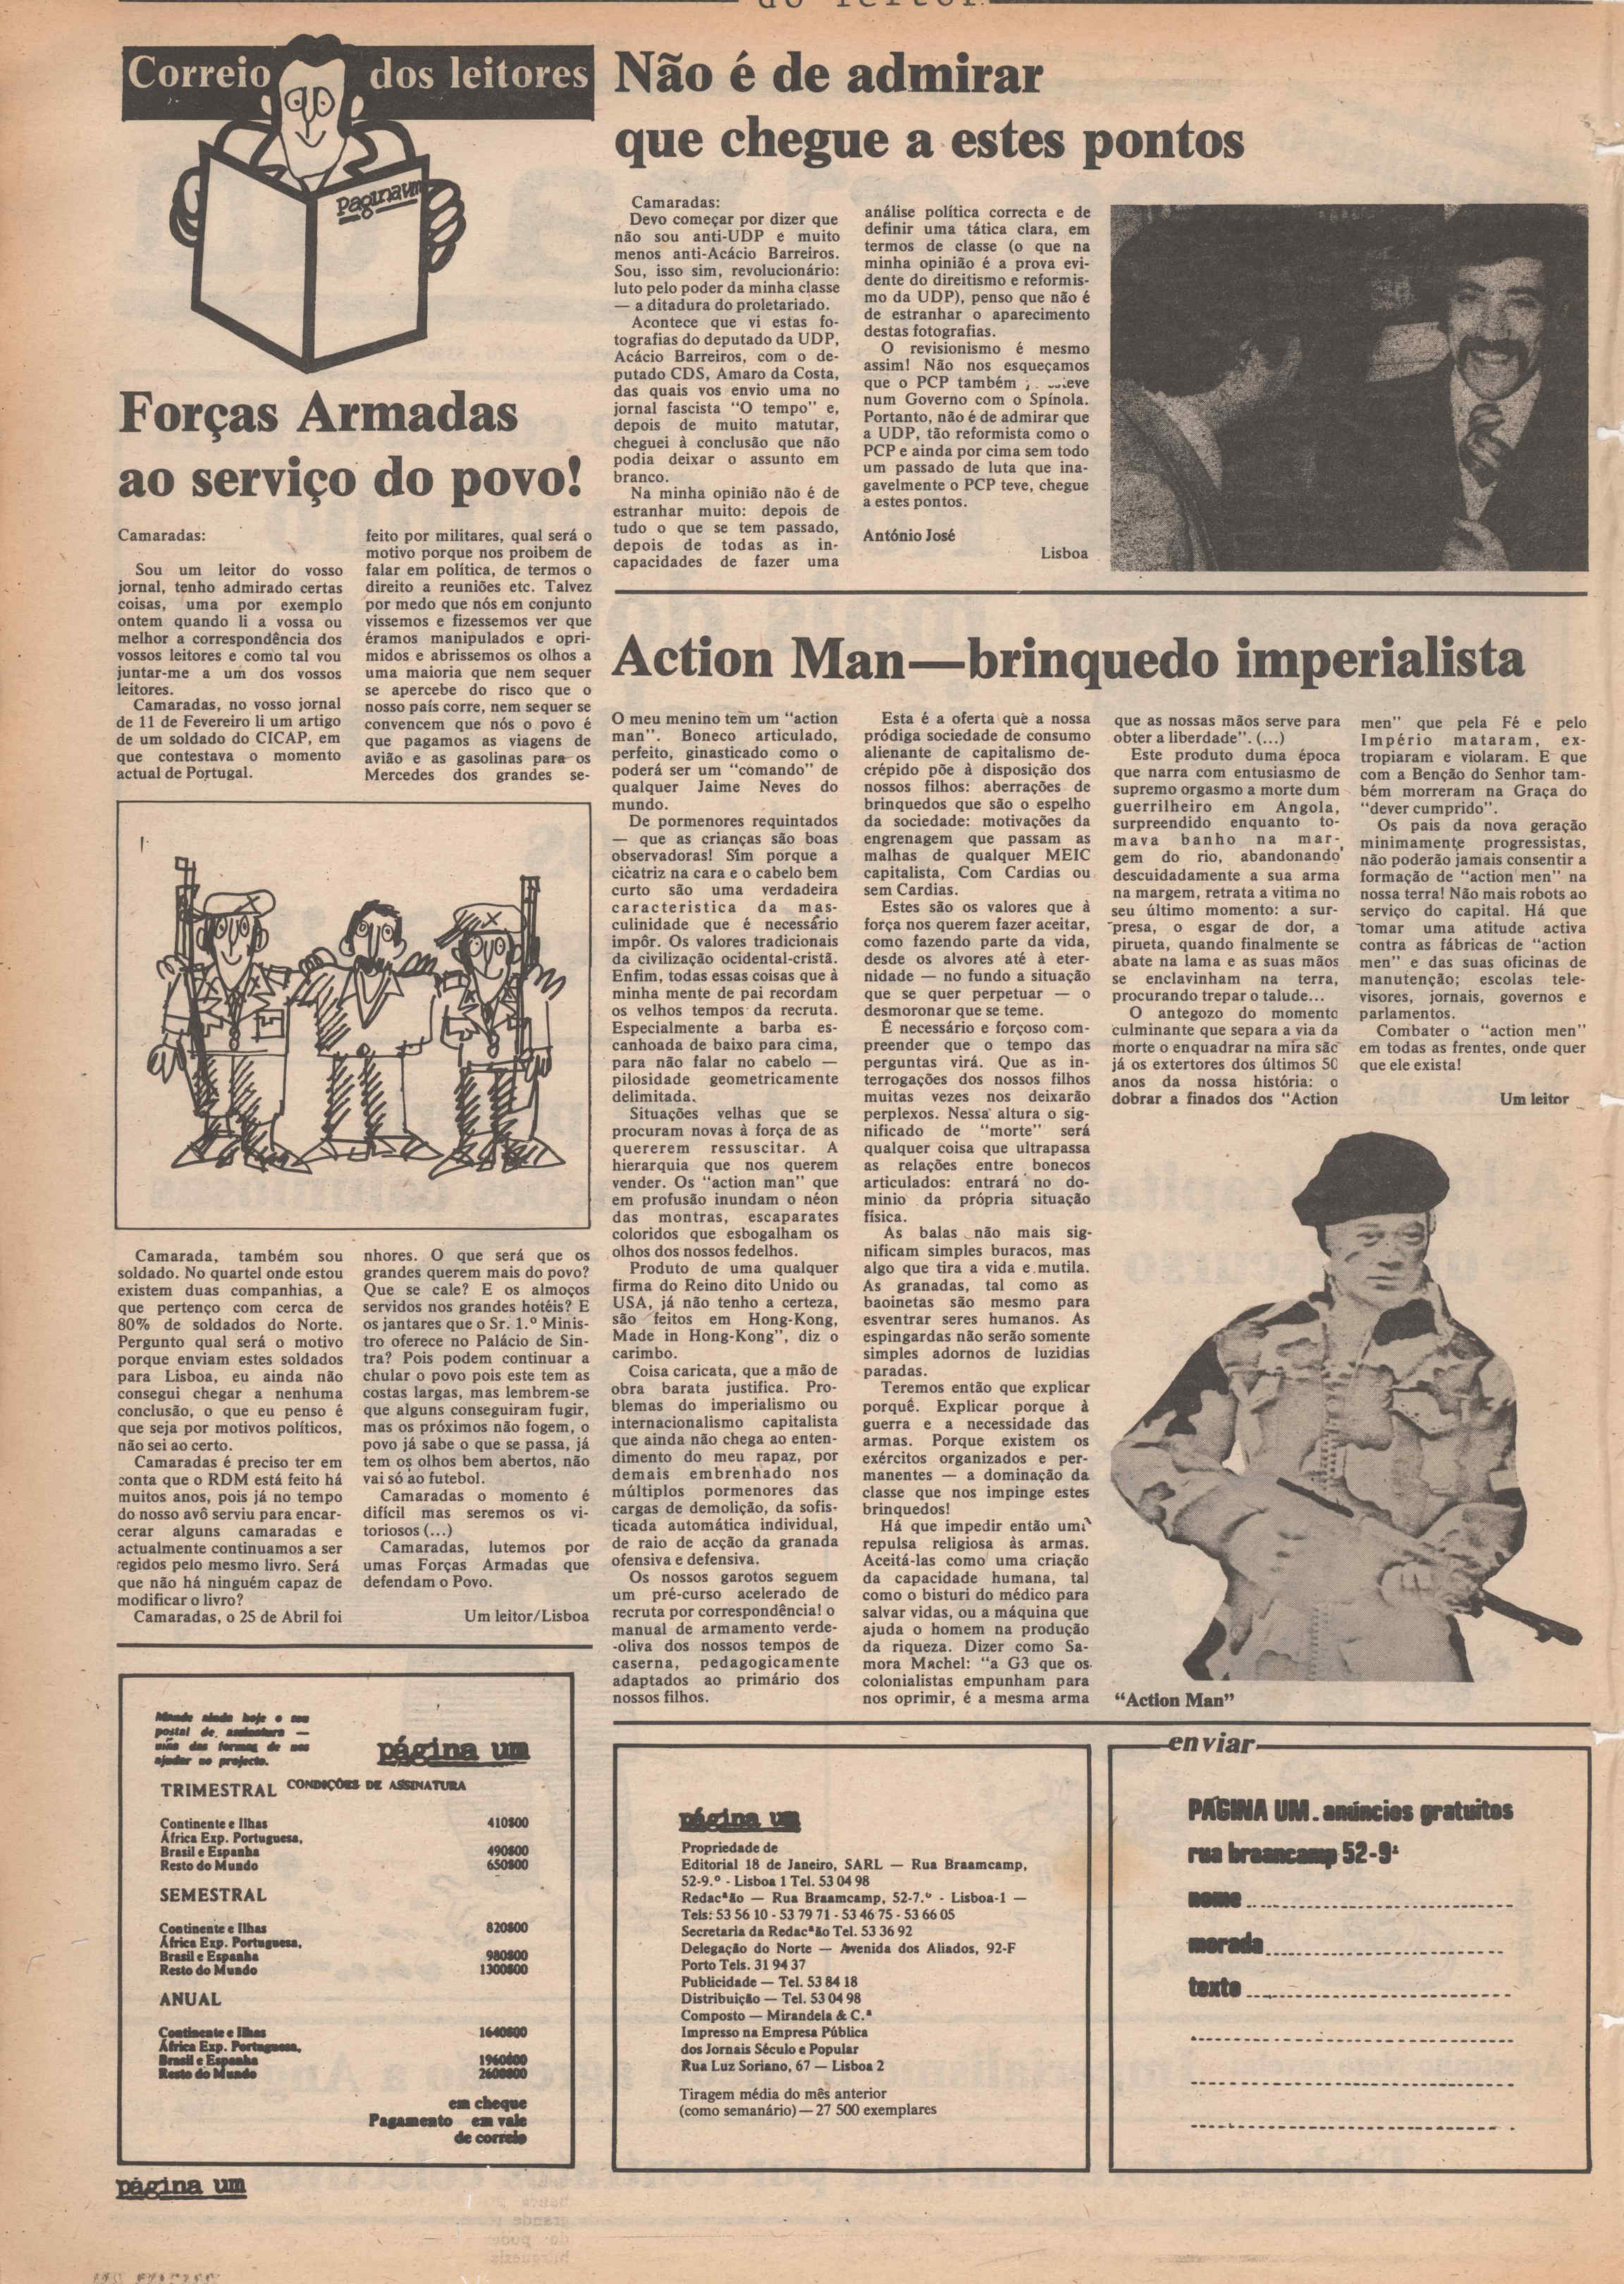 do leitor
Correio dos leitores
Páginaum
Forças Armadas
ao serviço do povo!
Camaradas:
Sou um leitor do vosso
jornal, tenho admirado certas
coisas, uma por exemplo
ontem quando li a vossa ou
melhor a correspondência dos
vossos leitores e como tal vou
juntar-me a um dos vossos
leitores.
Camaradas, no vosso jornal
de 11 de Fevereiro li um artigo
de um soldado do CICAP, em
que contestava o momento
actual de Portugal.
feito por militares, qual será o
motivo porque nos proibem de
falar em política, de termos o
direito a reuniões etc. Talvez
por medo que nós em conjunto
vissemos e fizessemos ver que
éramos manipulados e opri-
midos e abrissemos os olhos a
uma maioria que nem sequer
se apercebe do risco que o
nosso país corre, nem sequer se
convencem que nós o povo é
que pagamos as viagens de
avião e as gasolinas para os
Mercedes dos grandes se-
Camarada, também sou
soldado. No quartel onde estou
existem duas companhias, a
que pertenço com cerca de
80% de soldados do Norte.
Pergunto qual será o motivo
porque enviam estes soldados
para Lisboa, eu ainda não
consegui chegar a nenhuma
conclusão, o que eu penso é
que seja por motivos políticos,
não sei ao certo.
Camaradas é preciso ter em
conta que o RDM está feito há
muitos anos, pois já no tempo
do nosso avô serviu para encar-
cerar alguns camaradas e
actualmente continuamos a ser
regidos pelo mesmo livro. Será
que não há ninguém capaz de
modificar o livro?
Camaradas, o 25 de Abril foi
nhores. O que será que os
grandes querem mais do povo?
Que se cale? E os almoços
servidos nos grandes hotéis? E
os jantares que o Sr. 1.º Minis-
tro oferece no Palácio de Sin-
tra? Pois podem continuar a
chular o povo pois este tem as
costas largas, mas lembrem-se
que alguns conseguiram fugir,
mas os próximos não fogem, o
povo já sabe o que se passa, já
tem os olhos bem abertos, não
vai só ao futebol.
Camaradas o momento é
difícil mas seremos os vi-
toriosos (...)
Camaradas, lutemos por
umas Forças Armadas que
defendam o Povo.
Um leitor/Lisboa
Não é de admirar
que chegue a estes pontos
Camaradas:
Devo começar por dizer que
não sou anti-UDP e muito
menos anti-Acácio Barreiros.
Sou, isso sim, revolucionário:
luto pelo poder da minha classe
— a ditadura do proletariado.
Acontece que vi estas fo-
tografias do deputado da UDP,
Acácio Barreiros, com o de-
putado CDS, Amaro da Costa,
das quais vos envio uma no
jornal fascista "O tempo" e,
depois de muito matutar,
cheguei à conclusão que não
podia deixar o assunto em
branco.
Na minha opinião não é de
estranhar muito: depois de
tudo o que se tem passado,
depois de todas as in-
capacidades de fazer uma
análise política correcta e de
definir uma tática clara, em
termos de classe (o que na
minha opinião é a prova evi-
dente do direitismo e reformis-
mo da UDP), penso que não é
de estranhar o aparecimento
destas fotografias.
O revisionismo é mesmo
assim! Não nos esqueçamos
que o PCP também
num Governo com o Spínola.
Portanto, não é de admirar que
a UDP, tão reformista como o
PCP e ainda por cima sem todo
um passado de luta que ina-
gavelmente o PCP teve, chegue
a estes pontos.
António José
Lisboa
Action Man—brinquedo imperialista
O meu menino tem um "action
man". Boneco articulado,
perfeito, ginasticado como o
poderá ser um "comando" de
qualquer Jaime Neves do
mundo.
De pormenores requintados
— que as crianças são boas
observadoras! Sim porque a
cicatriz na cara e o cabelo bem
curto são uma verdadeira
caracteristica da mas-
culinidade que é necessário
impôr. Os valores tradicionais
da civilização ocidental-cristã.
Enfim, todas essas coisas que à
minha mente de pai recordam
os velhos tempos da recruta.
Especialmente a barba es-
canhoada de baixo para cima,
para não falar no cabelo —
pilosidade geometricamente
delimitada.
Situações velhas que se
procuram novas à força de as
quererem ressuscitar. A
hierarquia que nos querem
vender. Os "action man" que
em profusão inundam o néon
das montras, escaparates
coloridos que esbogalham os
olhos dos nossos fedelhos.
Produto de uma qualquer
firma do Reino dito Unido ou
USA, já não tenho a certeza,
são feitos em Hong-Kong,
Made in Hong-Kong", diz o
carimbo.
Coisa caricata, que a mão de
obra barata justifica. Pro-
blemas do imperialismo ou
internacionalismo capitalista
que ainda não chega ao enten-
dimento do meu rapaz, por
demais embrenhado nos
múltiplos pormenores das
cargas de demolição, da sofis-
ticada automática individual,
de raio de acção da granada
ofensiva e defensiva.
Os nossos garotos seguem
um pré-curso acelerado de
recruta por correspondência! o
manual de armamento verde-
-oliva dos nossos tempos de
caserna, pedagogicamente
adaptados ao primário dos
nossos filhos.
Esta é a oferta que a nossa
pródiga sociedade de consumo
alienante de capitalismo de-
crépido põe à disposição dos
nossos filhos: aberrações de
brinquedos que são o espelho
da sociedade: motivações da
engrenagem que passam as
malhas de qualquer MEIC
capitalista, Com Cardias ou
sem Cardias.
Estes são os valores que à
força nos querem fazer aceitar,
como fazendo parte da vida,
desde os alvores até à eter-
nidade — no fundo a situação
que se quer perpetuar — o
desmoronar que se teme.
É necessário e forçoso com-
preender que o tempo das
perguntas virá. Que as in-
terrogações dos nossos filhos
muitas vezes nos deixarão
perplexos. Nessa altura o sig-
nificado de "morte" será
qualquer coisa que ultrapassa
as relações entre bonecos
articulados: entrará no do-
minio da própria situação
física.
As balas não mais sig-
nificam simples buracos, mas
algo que tira a vida e mutila.
As granadas, tal como as
baoinetas são mesmo para
esventrar seres humanos. As
espingardas não serão somente
simples adornos de luzidias
paradas.
Teremos então que explicar
porquê. Explicar porque à
guerra e a necessidade das
armas. Porque existem os
exércitos organizados e per-
manentes — a dominação da
classe que nos impinge estes
brinquedos!
Há que impedir então uma
repulsa religiosa às armas.
Aceitá-las como uma criação
da capacidade humana, tal
como o bisturi do médico para
salvar vidas, ou a máquina que
ajuda o homem na produção
da riqueza. Dizer como Sa-
mora Machel: "a G3 que os
colonialistas empunham para
nos oprimir, é a mesma arma
que as nossas mãos serve para
obter a liberdade". (...)
Este produto duma época
que narra com entusiasmo de
supremo orgasmo a morte dum
guerrilheiro em Angola,
surpreendido enquanto to-
mava banho na mar-
gem do rio, abandonando
descuidadamente a sua arma
na margem, retrata a vitima no
seu último momento: a sur-
presa, o esgar de dor, a
pirueta, quando finalmente se
abate na lama e as suas mãos
se enclavinham na terra,
procurando trepar o talude...
O antegozo do momento
culminante que separa a via da
morte o enquadrar na mira são
já os extertores dos últimos 50
anos da nossa história: o
dobrar a finados dos "Action
men" que pela Fé e pelo
Império mataram, ex-
tropiaram e violaram. E que
com a Benção do Senhor tam-
bém morreram na Graça do
"dever cumprido".
Os pais da nova geração
minimamente progressistas,
não poderão jamais consentir a
formação de "action men" na
nossa terra! Não mais robots ao
serviço do capital. Há que
tomar uma atitude activa
contra as fábricas de "action
men" e das suas oficinas de
manutenção; escolas tele-
visores, jornais, governos e
parlamentos.
Combater o "action men"
em todas as frentes, onde quer
que ele exista!
Um leitor
"Action Man"
Mande ainda hoje o seu
postal de assinatura —
uma das formas de nos
ajudar no projecto.
página um
CONDIÇÕES DE ASSINATURA
TRIMESTRAL
Continente e Ilhas 410$00
África Exp. Portuguesa,
Brasil e Espanha 490$00
Resto do Mundo 650$00
SEMESTRAL
Continente e Ilhas 820$00
África Exp. Portuguesa,
Brasil e Espanha 980$00
Resto do Mundo 1300$00
ANUAL
Continente e Ilhas 1640$00
África Exp. Portuguesa,
Brasil e Espanha 1960$00
Resto do Mundo 2600$00
em cheque
Pagamento em vale
de correio
página um
página um
Propriedade de
Editorial 18 de Janeiro, SARL — Rua Braamcamp,
52-9.º - Lisboa 1 Tel. 53 04 98
Redacªão — Rua Braamcamp, 52-7.º - Lisboa-1 —
Tels: 53 56 10 - 53 79 71 - 53 46 75 - 53 66 05
Secretaria da Redacªão Tel. 53 36 92
Delegação do Norte — Avenida dos Aliados, 92-F
Porto Tels. 31 94 37
Publicidade — Tel. 53 84 18
Distribuição — Tel. 53 04 98
Composto — Mirandela & C.ª
Impresso na Empresa Pública
dos Jornais Século e Popular
Rua Luz Soriano, 67 — Lisboa 2
Tiragem média do mês anterior
(como semanário) — 27 500 exemplares
enviar
PÁGINA UM. anúncios gratuitos
rua braancamp 52-9º
nome
morada
texto